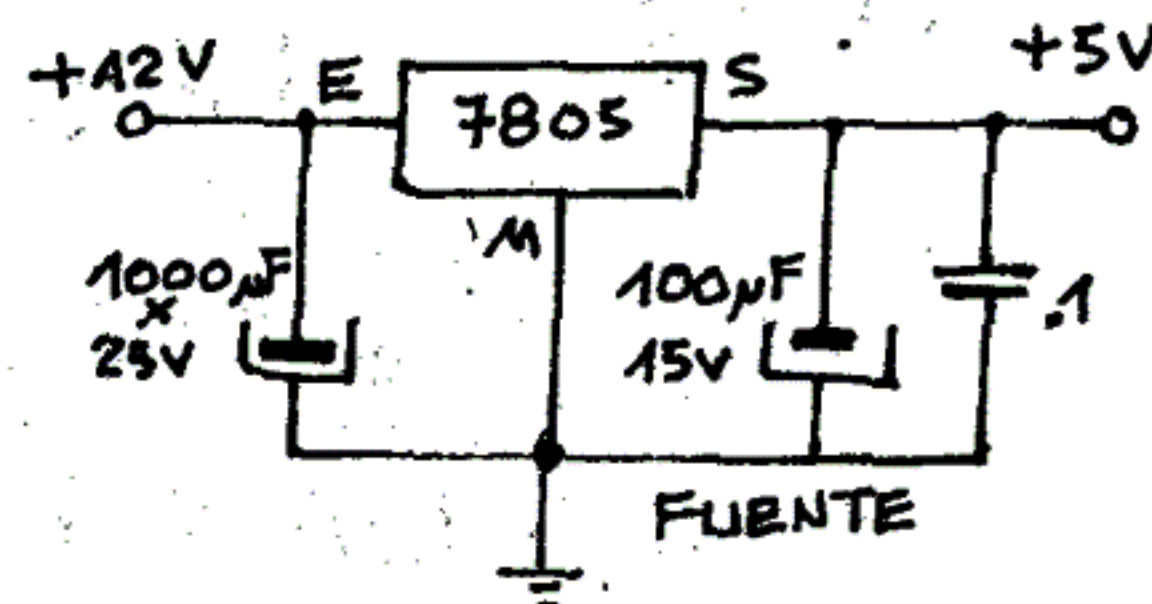 +12V
E
7805
S
+5V
M
1000µF
x
25V
100µF
15V
.1
FUENTE